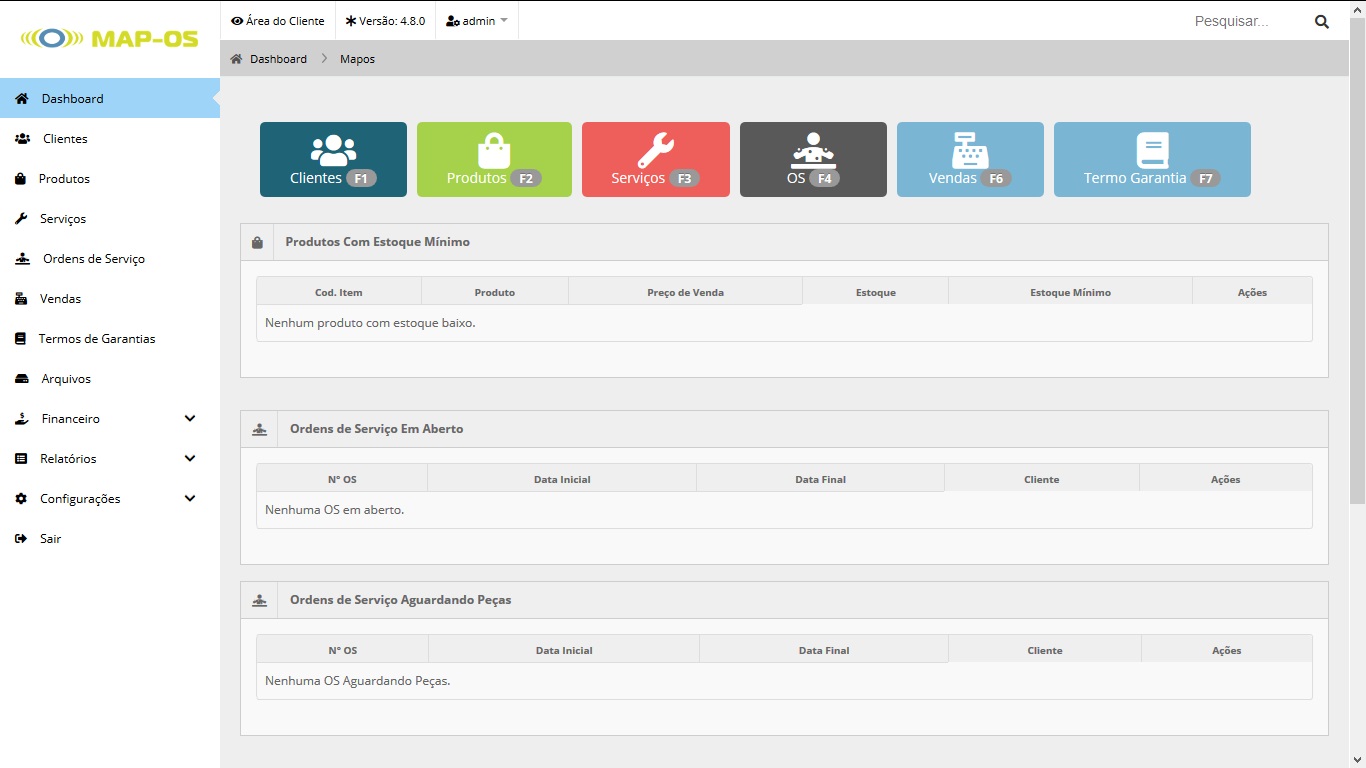 MAP-OS
Área do Cliente
Versão: 4.8.0
admin
Pesquisar...
Dashboard
Mapos
Dashboard
Clientes
Produtos
Serviços
Ordens de Serviço
Vendas
Termos de Garantias
Arquivos
Financeiro
Relatórios
Configurações
Sair
Clientes F1
Produtos F2
Serviços F3
OS F4
Vendas F6
Termo Garantia F7
Produtos Com Estoque Mínimo
Cod. Item Produto Preço de Venda Estoque Estoque Mínimo Ações
Nenhum produto com estoque baixo.
Ordens de Serviço Em Aberto
N° OS Data Inicial Data Final Cliente Ações
Nenhuma OS em aberto.
Ordens de Serviço Aguardando Peças
N° OS Data Inicial Data Final Cliente Ações
Nenhuma OS Aguardando Peças.